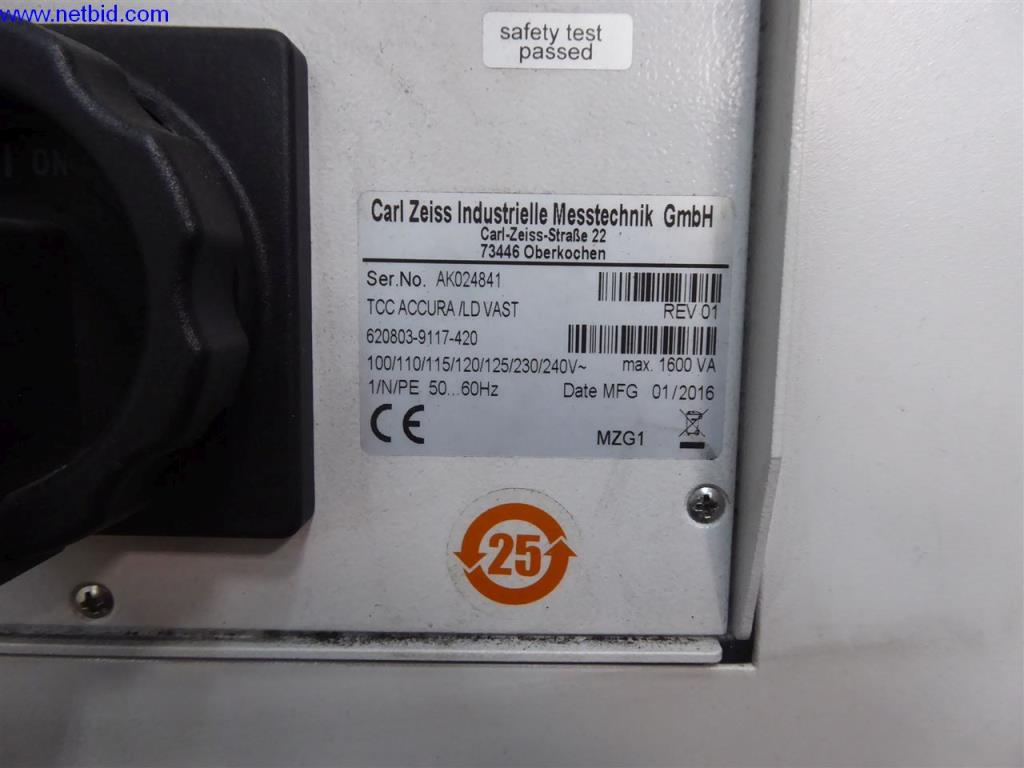 www.netbid.com
safety test
passed
I ON
Carl Zeiss Industrielle Messtechnik GmbH
Carl-Zeiss-Straße 22
73446 Oberkochen
Ser.No. AK024841
TCC ACCURA /LD VAST REV 01
620803-9117-420
100/110/115/120/125/230/240V~ max. 1600 VA
1/N/PE 50...60Hz Date MFG 01/2016
CE MZG1
25